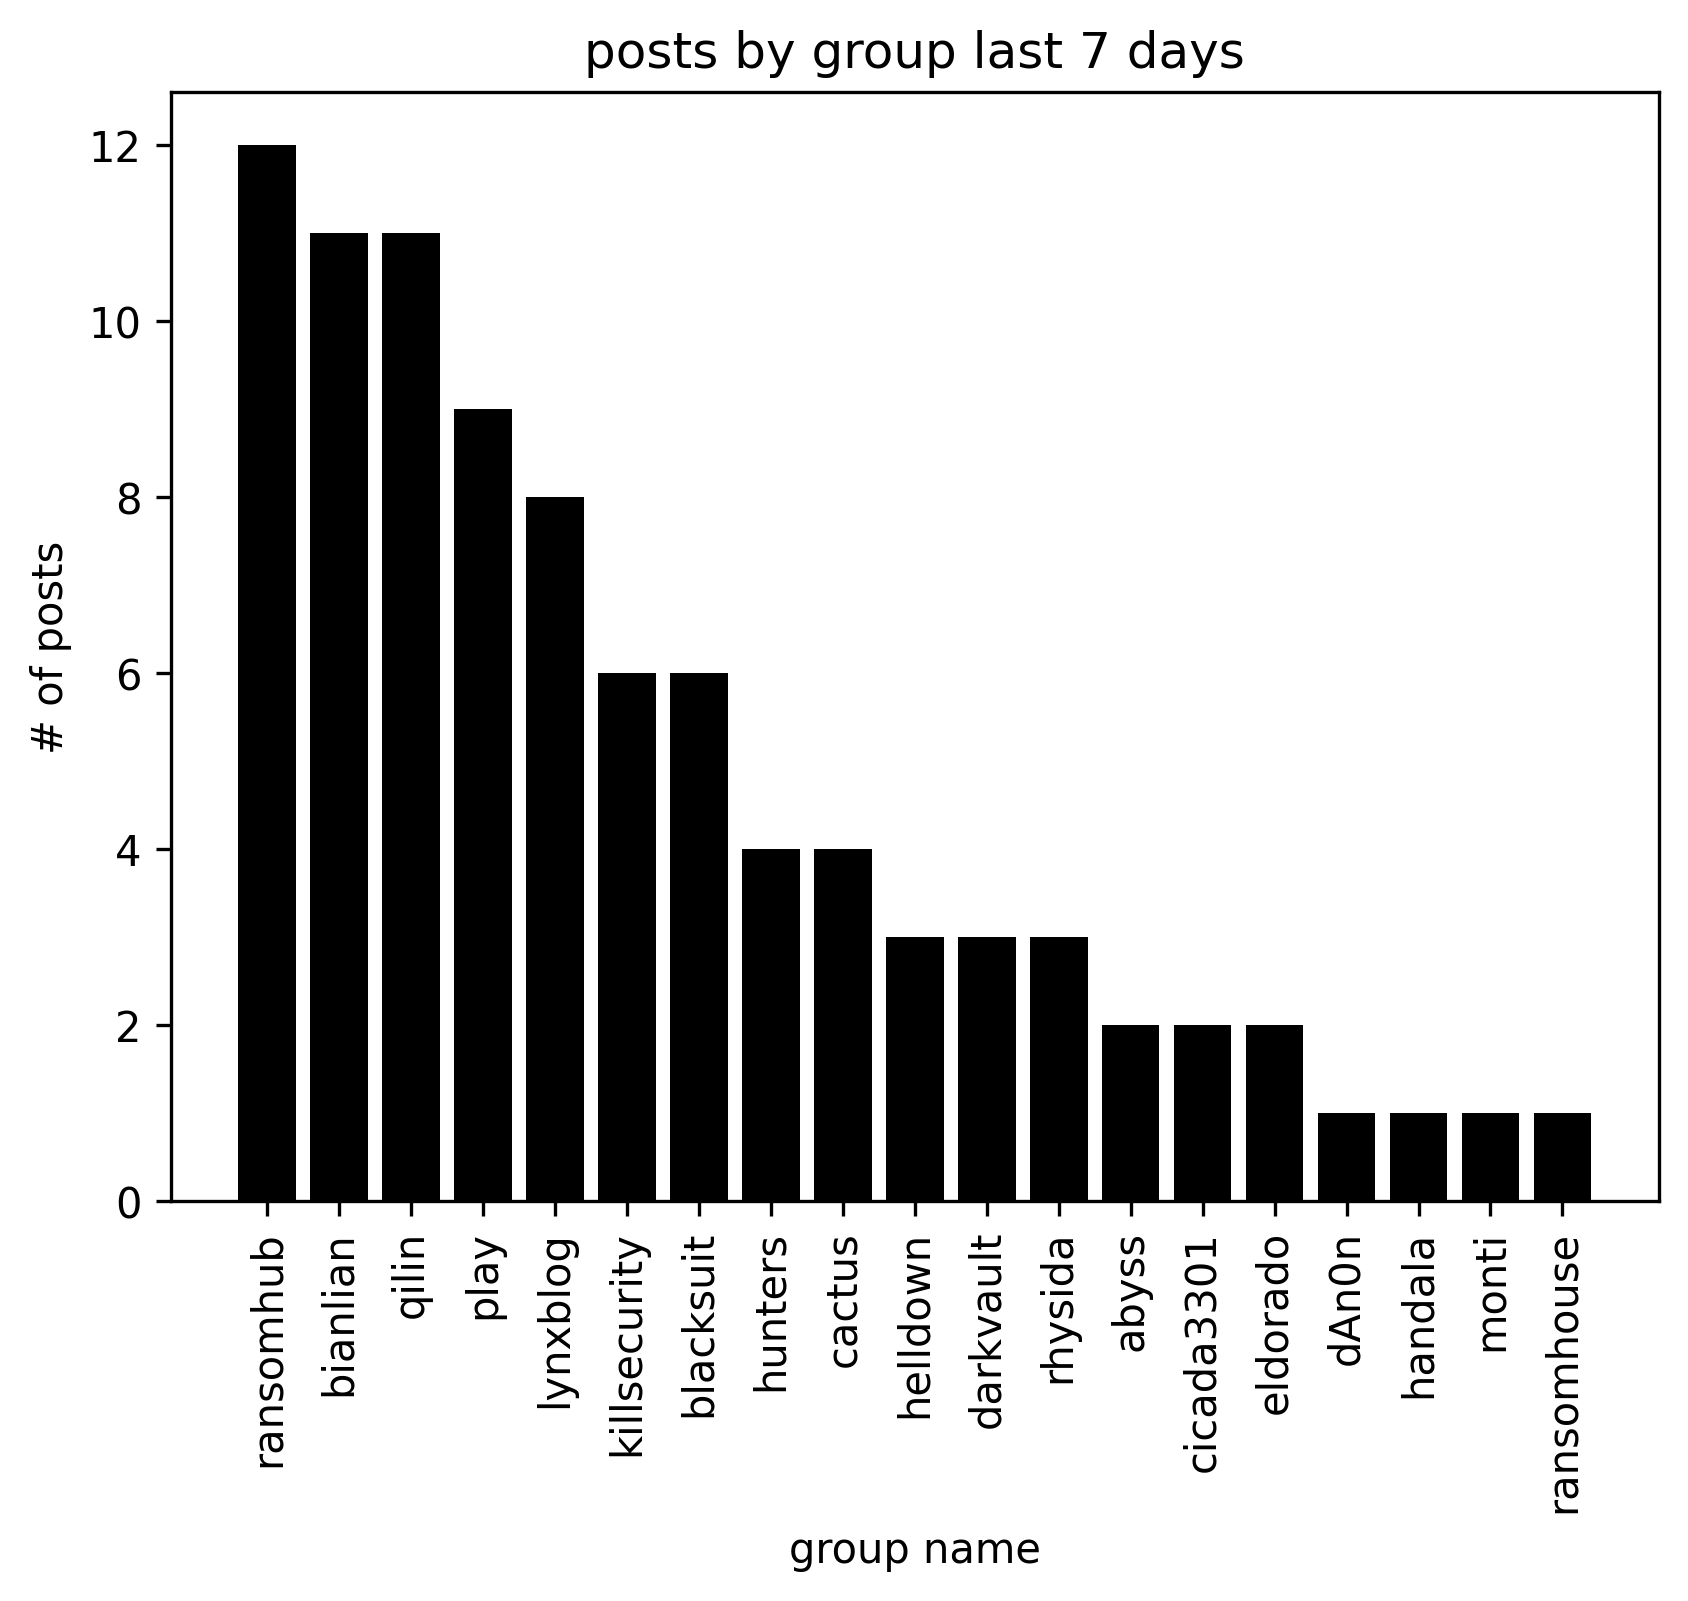 posts by group last 7 days
12
10
8
6
4
2
0
# of posts
ransomhub
bianlian
qilin
play
lynxblog
killsecurity
blacksuit
hunters
cactus
helldown
darkvault
rhysida
abyss
cicada3301
eldorado
dAn0n
handala
monti
ransomhouse
group name